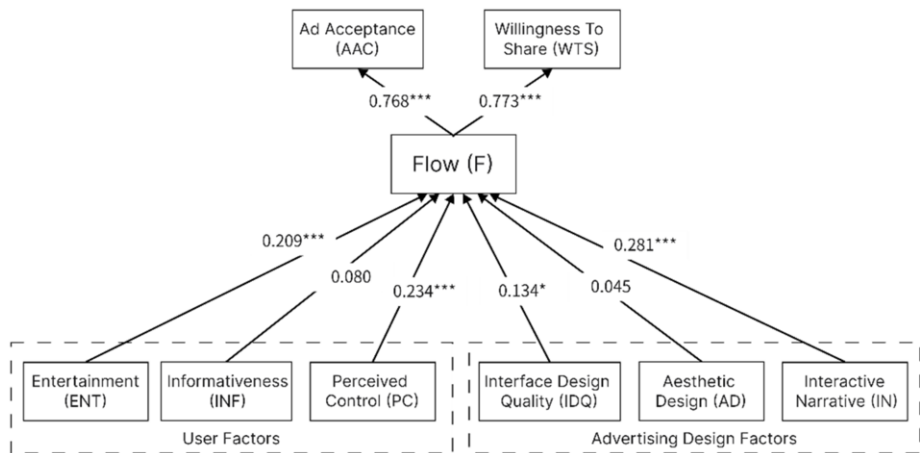 Ad Acceptance
(AAC)
Willingness To
Share (WTS)
0.768***
0.773***
Flow (F)
0.209***
0.080
0.234***
0.134*
0.045
0.281***
Entertainment
(ENT)
Informativeness
(INF)
Perceived
Control (PC)
Interface Design
Quality (IDQ)
Aesthetic
Design (AD)
Interactive
Narrative (IN)
User Factors
Advertising Design Factors